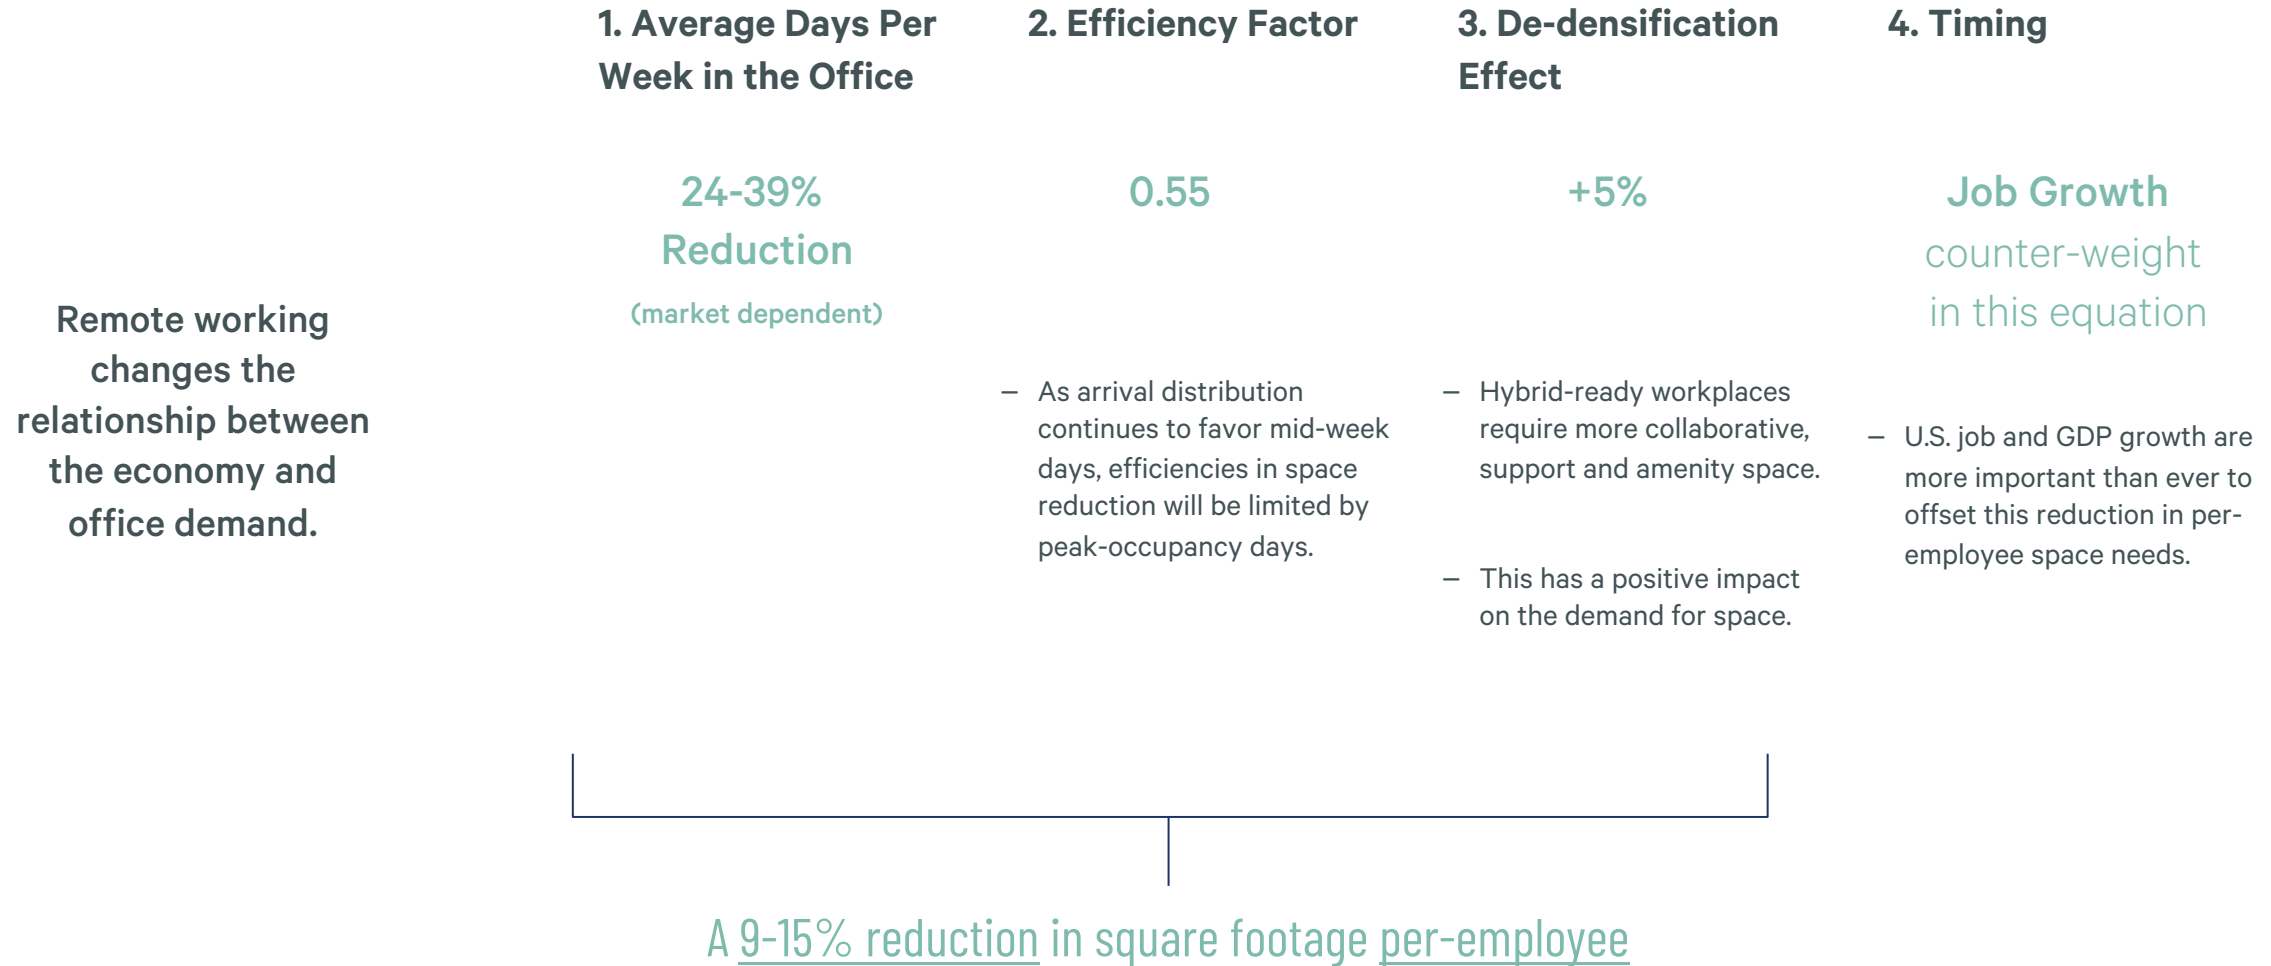 Remote working
changes the
relationship between
the economy and
office demand.
1. Average Days Per
Week in the Office
24-39%
Reduction
(market dependent)
2. Efficiency Factor
0.55
– As arrival distribution
continues to favor mid-week
days, efficiencies in space
reduction will be limited by
peak-occupancy days.
3. De-densification
Effect
+5%
– Hybrid-ready workplaces
require more collaborative,
support and amenity space.
– This has a positive impact
on the demand for space.
4. Timing
Job Growth
counter-weight
in this equation
– U.S. job and GDP growth are
more important than ever to
offset this reduction in per-
employee space needs.
A 9-15% reduction in square footage per-employee